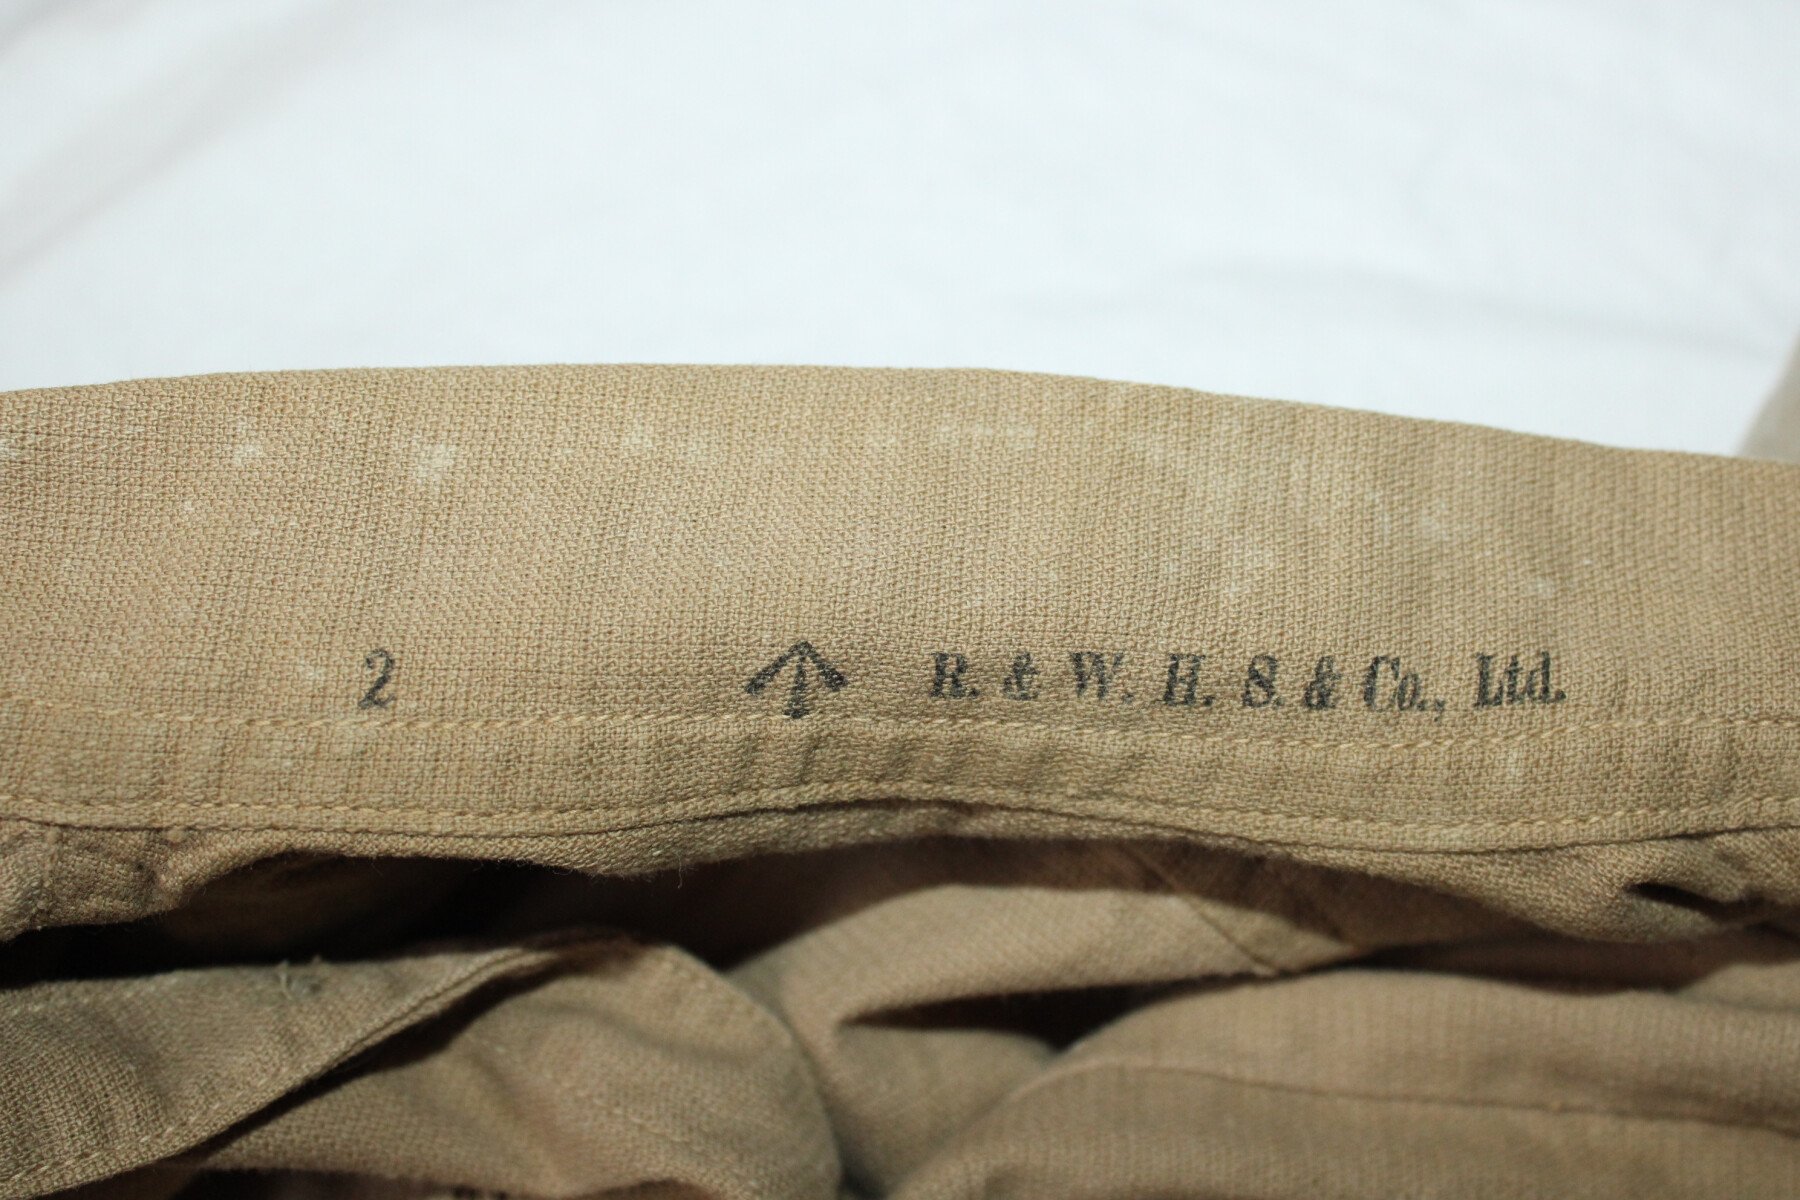 2 R. & W. H. S. & Co., Ltd.